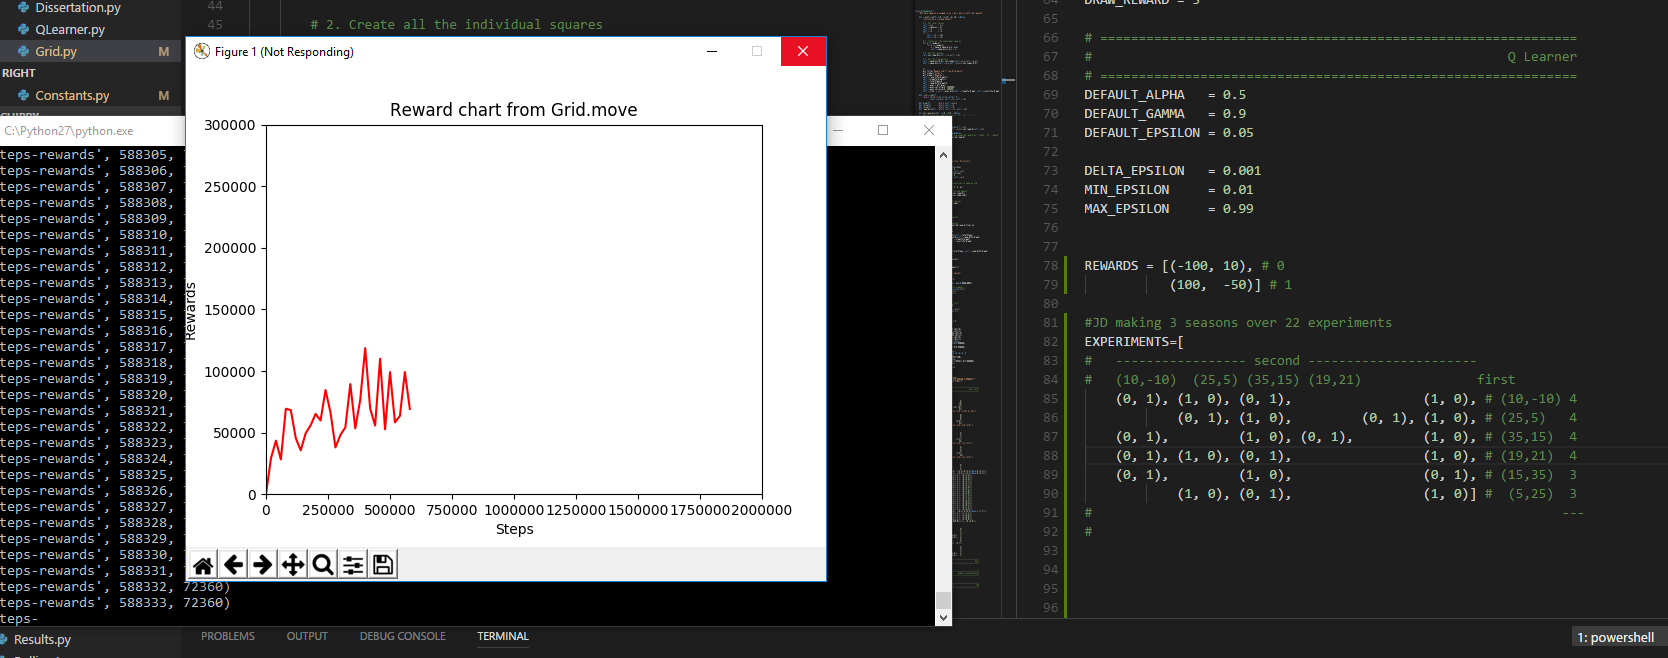 Dissertation.py
QLearner.py
Grid.py M
RIGHT
Constants.py M
44
45 # 2. Create all the individual squares
Figure 1 (Not Responding)
C:\Python27\python.exe
teps-rewards', 588305,
teps-rewards', 588306,
teps-rewards', 588307,
teps-rewards', 588308,
teps-rewards', 588309,
teps-rewards', 588310,
teps-rewards', 588311,
teps-rewards', 588312,
teps-rewards', 588313,
teps-rewards', 588314,
teps-rewards', 588315,
teps-rewards', 588316,
teps-rewards', 588317,
teps-rewards', 588318,
teps-rewards', 588319,
teps-rewards', 588320,
teps-rewards', 588321,
teps-rewards', 588322,
teps-rewards', 588323,
teps-rewards', 588324,
teps-rewards', 588325,
teps-rewards', 588326,
teps-rewards', 588327,
teps-rewards', 588328,
teps-rewards', 588329,
teps-rewards', 588330,
teps-rewards', 588331,
teps-rewards', 588332, 72360)
teps-rewards', 588333, 72360)
teps-
Reward chart from Grid.move
300000
250000
200000
150000
100000
50000
0
Rewards
0 250000 500000 750000 1000000 1250000 1500000 1750000 2000000
Steps
Results.py
PROBLEMS OUTPUT DEBUG CONSOLE TERMINAL
1: powershell
64 DRAW_REWARD = 5
65
66 # ==============================================================
67 # Q Learner
68 # ==============================================================
69 DEFAULT_ALPHA = 0.5
70 DEFAULT_GAMMA = 0.9
71 DEFAULT_EPSILON = 0.05
72
73 DELTA_EPSILON = 0.001
74 MIN_EPSILON = 0.01
75 MAX_EPSILON = 0.99
76
77
78 REWARDS = [(-100, 10), # 0
79 (100, -50)] # 1
80
81 #JD making 3 seasons over 22 experiments
82 EXPERIMENTS=[
83 # ----------------- second ----------------------
84 # (10,-10) (25,5) (35,15) (19,21) first
85 (0, 1), (1, 0), (0, 1), (1, 0), # (10,-10) 4
86 (0, 1), (1, 0), (0, 1), (1, 0), # (25,5) 4
87 (0, 1), (1, 0), (0, 1), (1, 0), # (35,15) 4
88 (0, 1), (1, 0), (0, 1), (1, 0), # (19,21) 4
89 (0, 1), (1, 0), (0, 1), # (15,35) 3
90 (1, 0), (0, 1), (1, 0)] # (5,25) 3
91 # ---
92 #
93
94
95
96